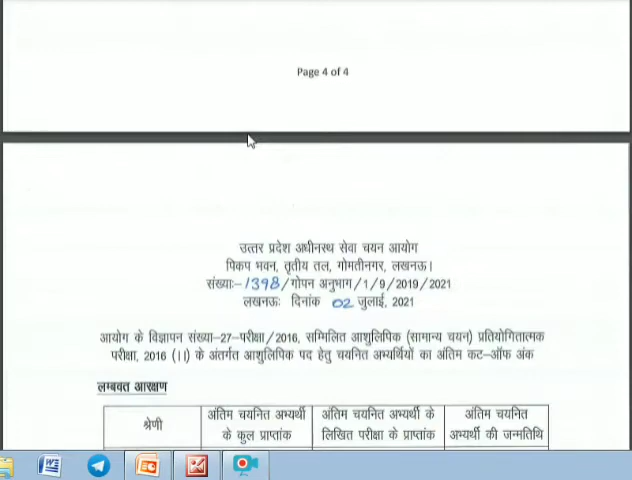 Page 4 of 4
उत्तर प्रदेश अधीनस्थ सेवा चयन आयोग
पिकप भवन, तृतीय तल, गोमतीनगर, लखनऊ।
संख्याः–1398/गोपन अनुभाग/1/9/2019/2021
लखनऊः दिनांक 02 जुलाई, 2021
आयोग के विज्ञापन संख्या–27–परीक्षा/2016, सम्मिलित आशुलिपिक (सामान्य चयन) प्रतियोगितात्मक
परीक्षा, 2016 (।।) के अंतर्गत आशुलिपिक पद हेतु चयनित अभ्यर्थियों का अंतिम कट–ऑफ अंक
लम्बवत आरक्षण
श्रेणी अंतिम चयनित अभ्यर्थी के कुल प्राप्तांक अंतिम चयनित अभ्यर्थी के लिखित परीक्षा के प्राप्तांक अंतिम चयनित अभ्यर्थी की जन्मतिथि